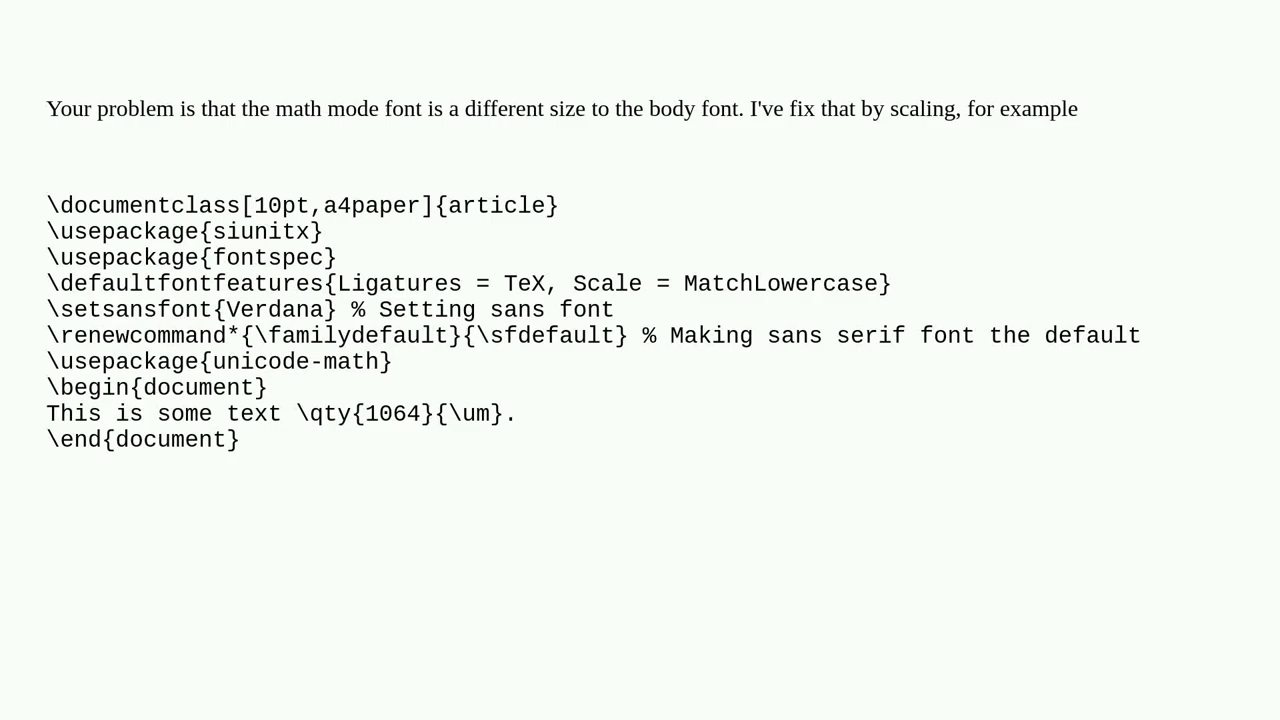 Your problem is that the math mode font is a different size to the body font. I've fix that by scaling, for example
\documentclass[10pt,a4paper]{article}
\usepackage{siunitx}
\usepackage{fontspec}
\defaultfontfeatures{Ligatures = TeX, Scale = MatchLowercase}
\setsansfont{Verdana} % Setting sans font
\renewcommand*{\familydefault}{\sfdefault} % Making sans serif font the default
\usepackage{unicode-math}
\begin{document}
This is some text \qty{1064}{\um}.
\end{document}